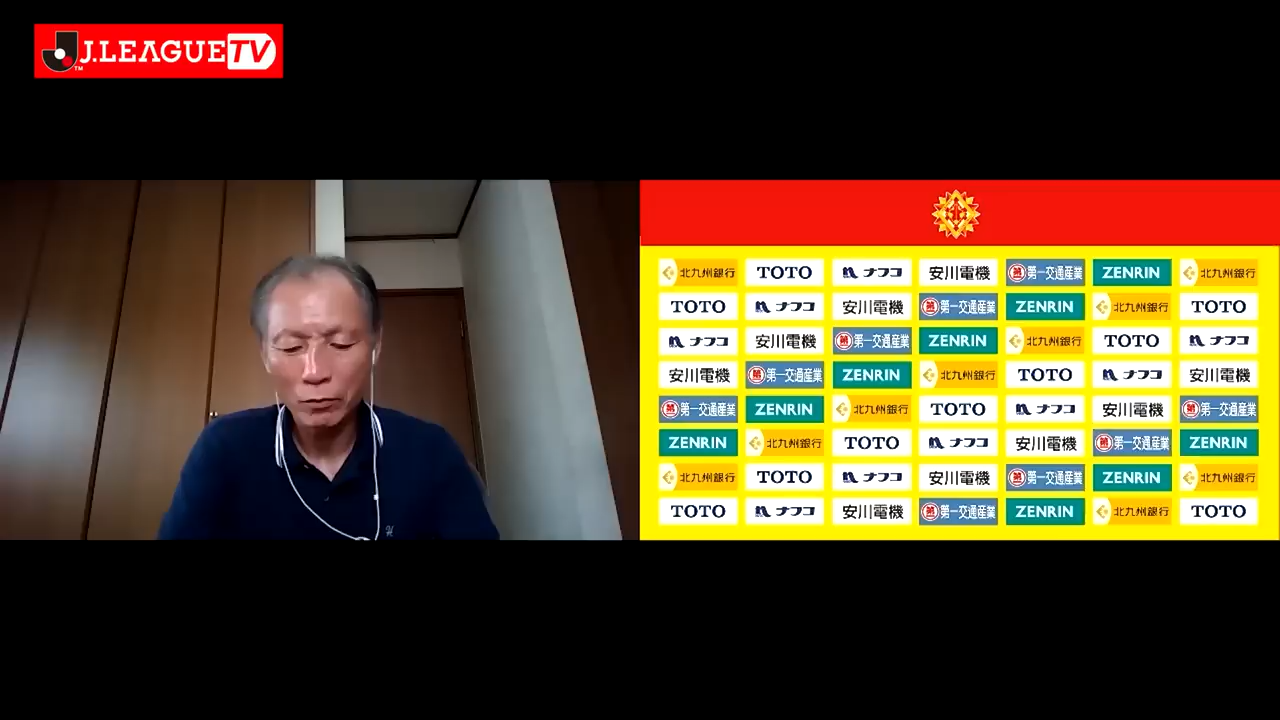 J.LEAGUE TV
北九州銀行 TOTO ナフコ 安川電機 第一交通産業 ZENRIN 北九州銀行
TOTO ナフコ 安川電機 第一交通産業 ZENRIN 北九州銀行 TOTO
ナフコ 安川電機 第一交通産業 ZENRIN 北九州銀行 TOTO ナフコ
安川電機 第一交通産業 ZENRIN 北九州銀行 TOTO ナフコ 安川電機
第一交通産業 ZENRIN 北九州銀行 TOTO ナフコ 安川電機 第一交通産業
ZENRIN 北九州銀行 TOTO ナフコ 安川電機 第一交通産業 ZENRIN
北九州銀行 TOTO ナフコ 安川電機 第一交通産業 ZENRIN 北九州銀行
TOTO ナフコ 安川電機 第一交通産業 ZENRIN 北九州銀行 TOTO